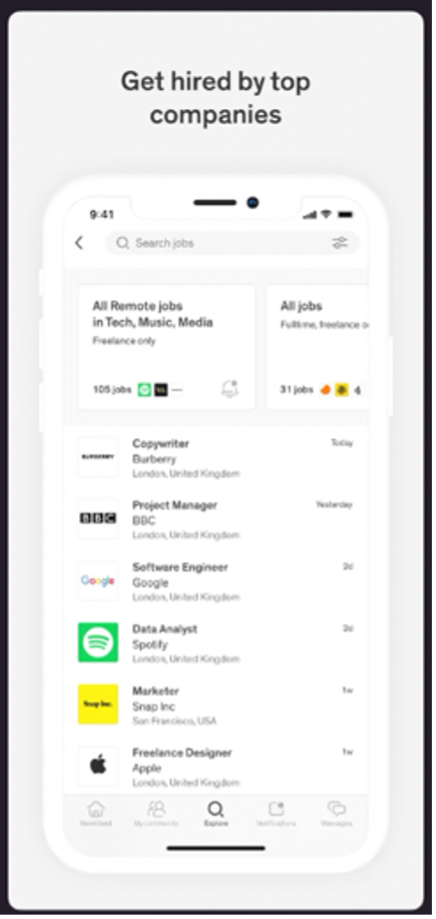 Get hired by top
companies
9:41
Search jobs
All Remote jobs
in Tech, Music, Media
Freelance only
105 jobs
All jobs
Fulltime, freelance o
31 jobs
Copywriter
Today
BURBERRY
Burberry
London, United Kingdom
Project Manager
Yesterday
BBC
BBC
London, United Kingdom
Software Engineer
2d
Google
Google
London, United Kingdom
Data Analyst
2d
Spotify
London, United Kingdom
Marketer
1w
Snap Inc.
Snap Inc
San Francisco, USA
Freelance Designer
1w
Apple
London, United Kingdom
Newsfeed
My community
Explore
Notifications
Messages